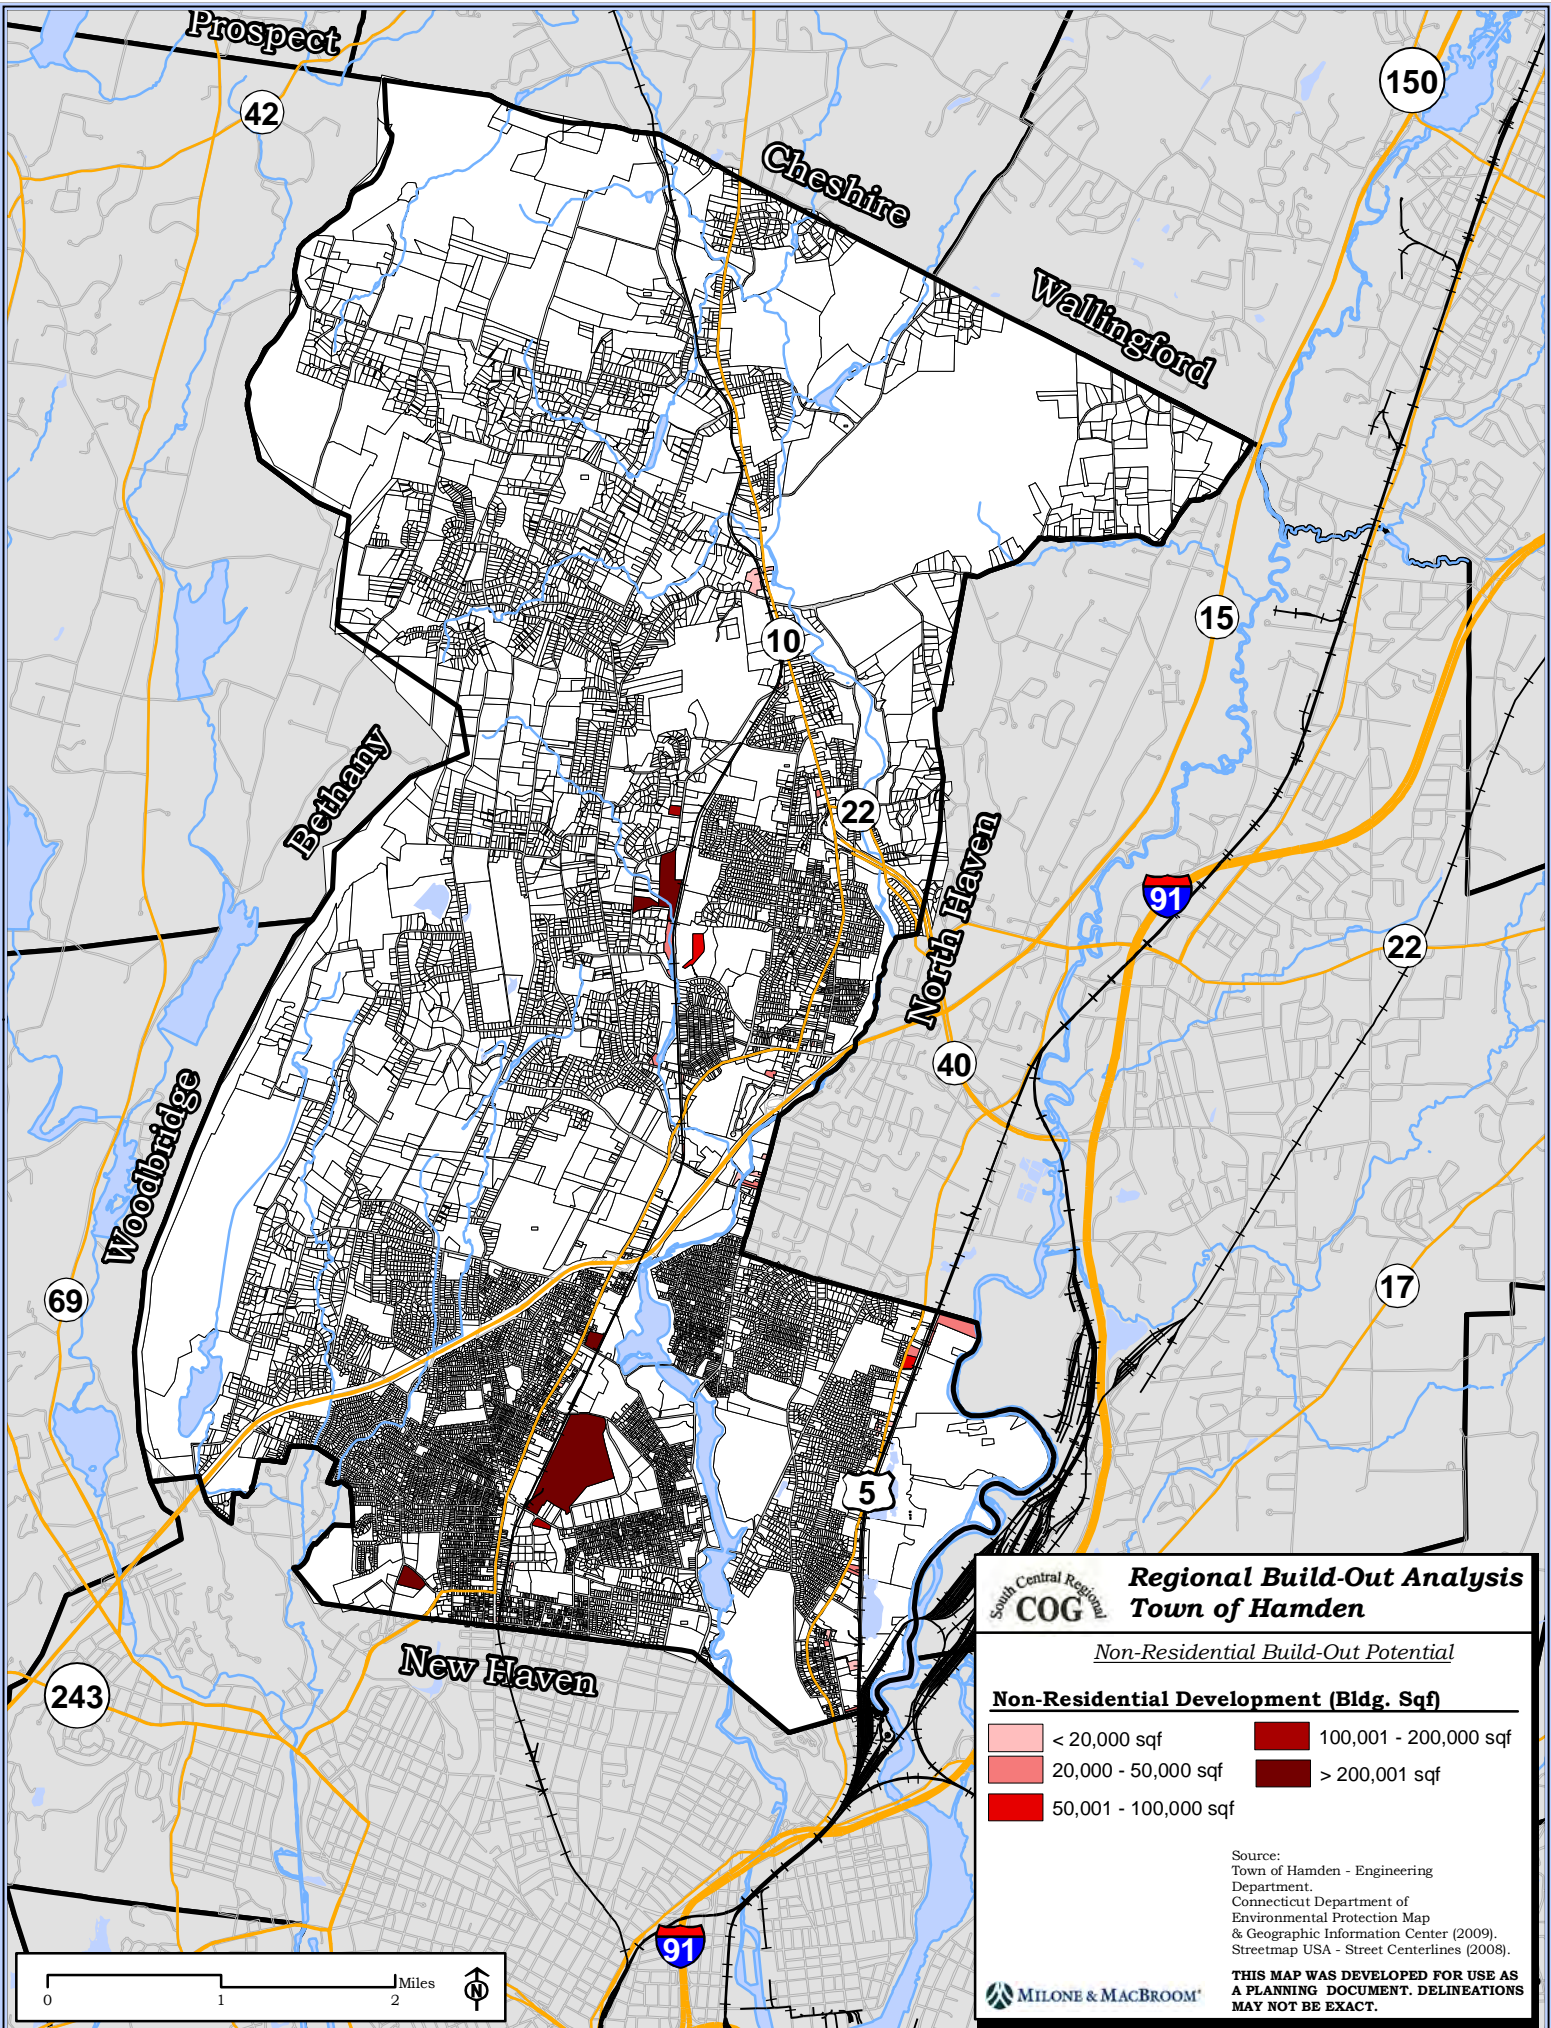 Prospect
42
150
Cheshire
Wallingford
15
10
Bethany
22
91
North Haven
22
40
Woodbridge
69
17
5
New Haven
243
91
South Central Regional
COG
Regional Build-Out Analysis
Town of Hamden
Non-Residential Build-Out Potential
Non-Residential Development (Bldg. Sqf)
< 20,000 sqf
20,000 - 50,000 sqf
50,001 - 100,000 sqf
100,001 - 200,000 sqf
> 200,001 sqf
Source:
Town of Hamden - Engineering
Department.
Connecticut Department of
Environmental Protection Map
& Geographic Information Center (2009).
Streetmap USA - Street Centerlines (2008).
MILONE & MACBROOM®
THIS MAP WAS DEVELOPED FOR USE AS
A PLANNING DOCUMENT. DELINEATIONS
MAY NOT BE EXACT.
Miles
0 1 2
N